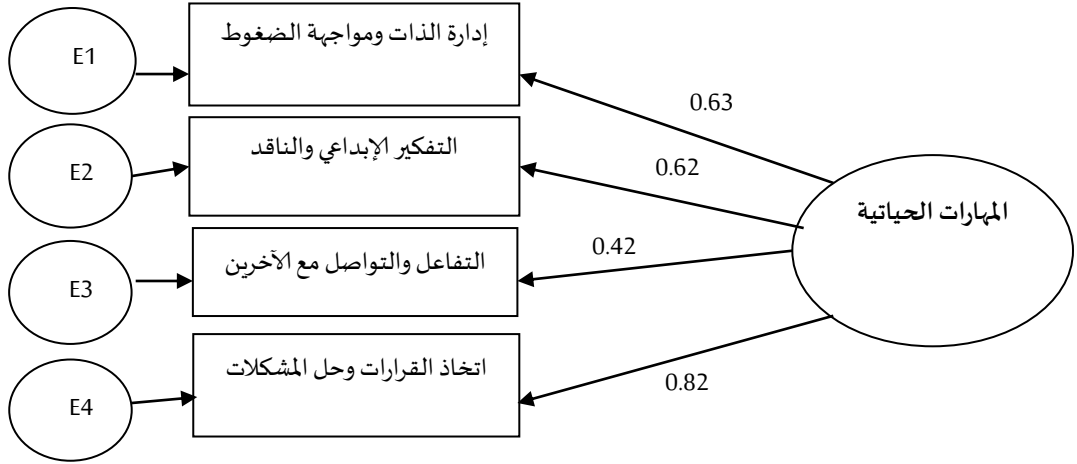 إدارة الذات ومواجهة الضغوط
E1
0.63
التفكير الإبداعي والناقد
E2
0.62
المهارات الحياتية
التفاعل والتواصل مع الآخرين
E3
0.42
اتخاذ القرارات وحل المشكلات
E4
0.82